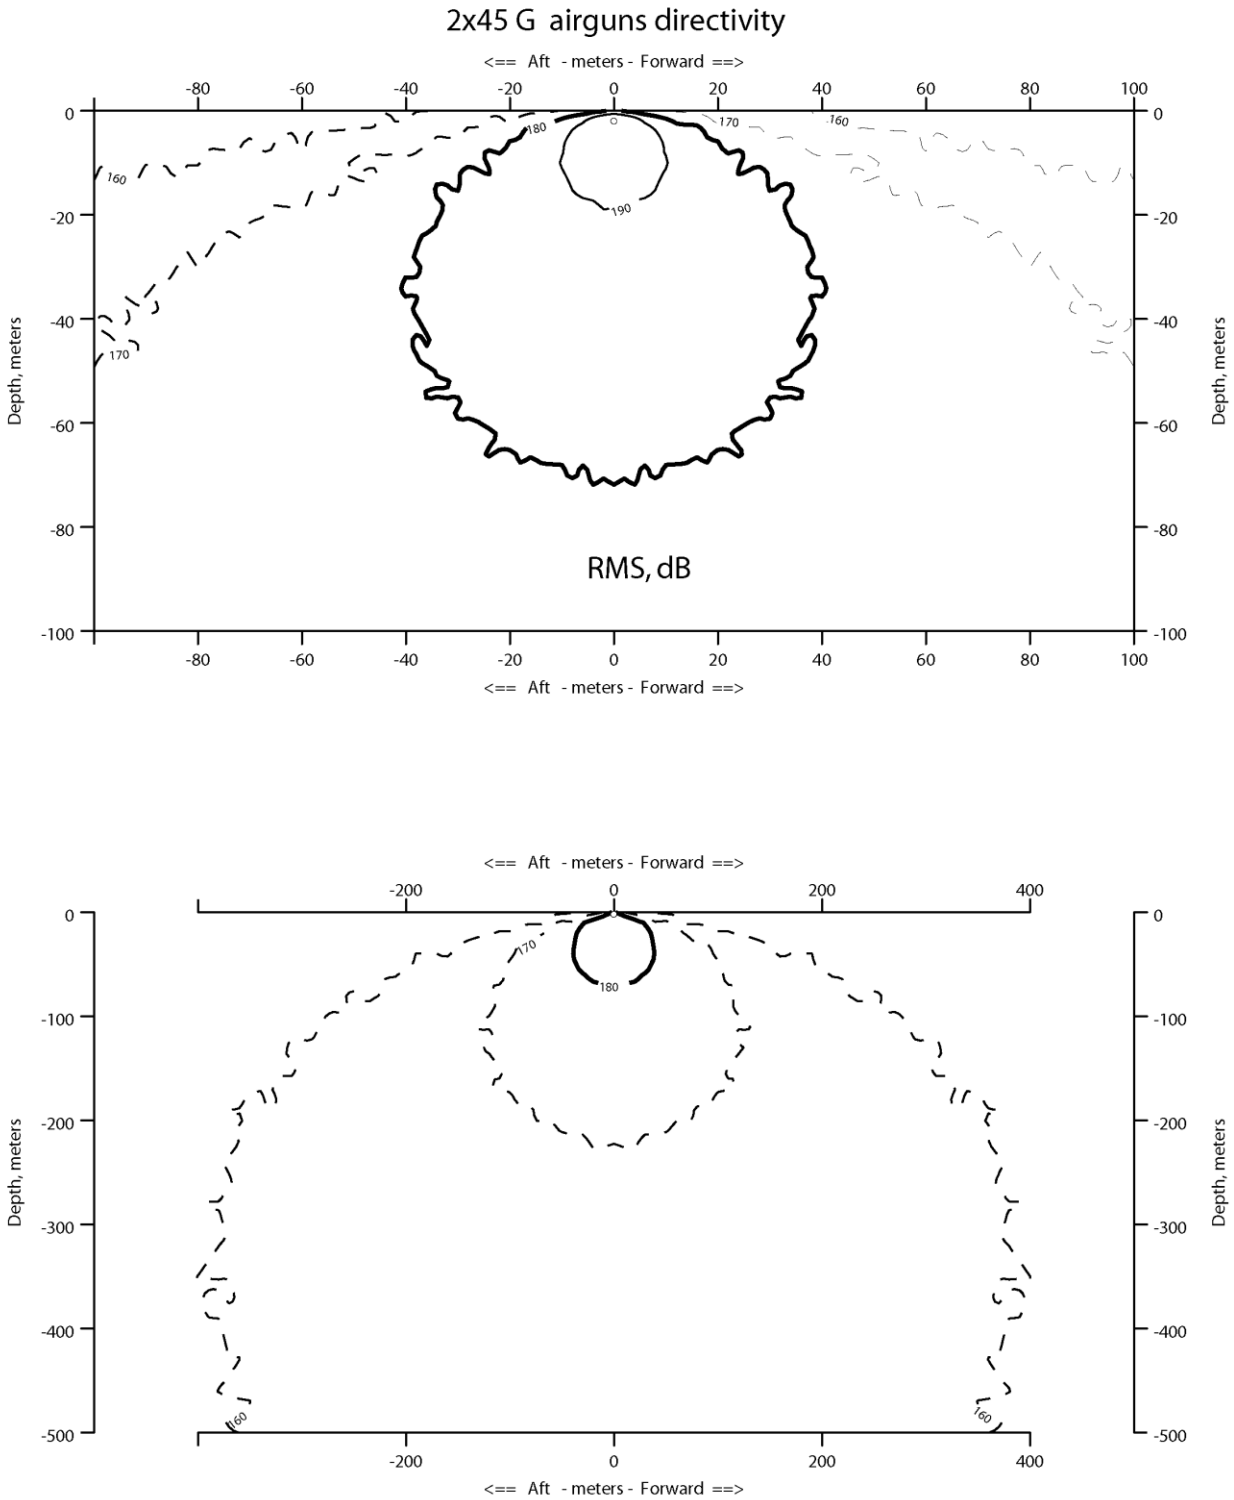 2x45 G airguns directivity
<== Aft - meters - Forward ==>
-80 -60 -40 -20 0 20 40 60 80 100
0 0
180 170 160
160
-20 -20
190
-40 -40
170
Depth, meters Depth, meters
-60 -60
-80 -80
RMS, dB
-100 -100
-80 -60 -40 -20 0 20 40 60 80 100
<== Aft - meters - Forward ==>
<== Aft - meters - Forward ==>
-200 0 200 400
0 0
170
180
-100 -100
-200 -200
Depth, meters Depth, meters
-300 -300
-400 -400
160 160
-500 -500
-200 0 200 400
<== Aft - meters - Forward ==>